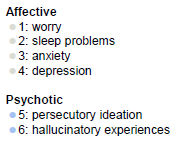 Affective
1: worry
2: sleep problems
3: anxiety
4: depression
Psychotic
5: persecutory ideation
6: hallucinatory experiences